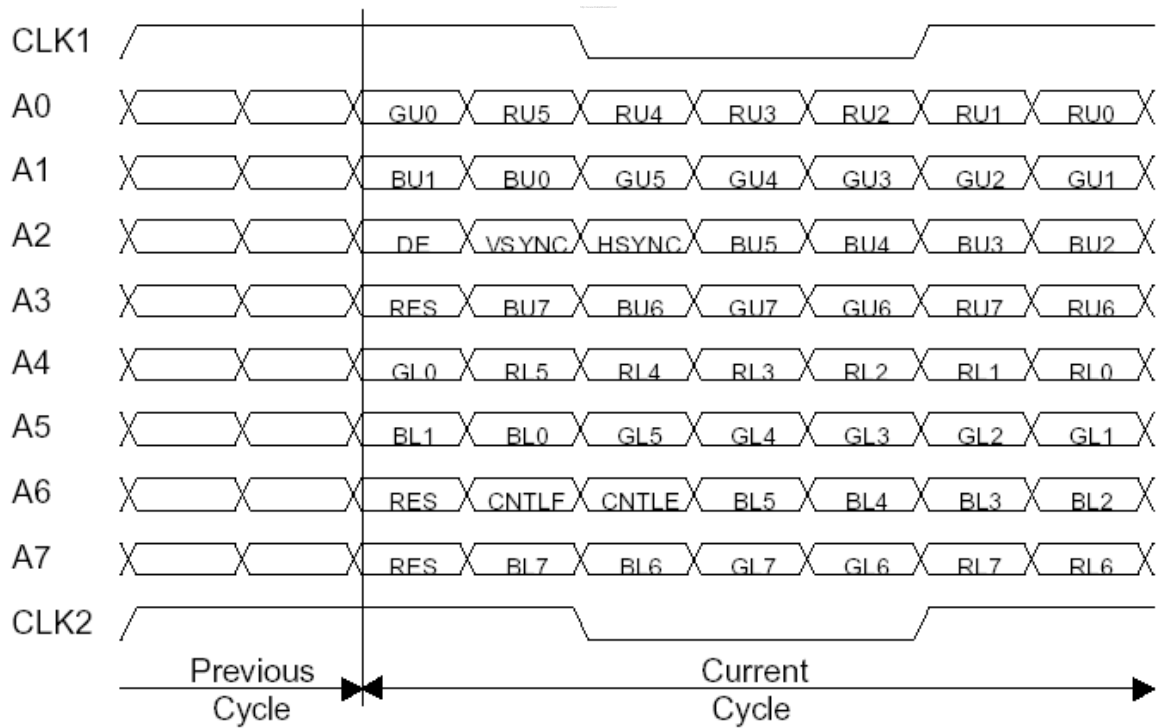 CLK1
A0 GU0 RU5 RU4 RU3 RU2 RU1 RU0
A1 BU1 BU0 GU5 GU4 GU3 GU2 GU1
A2 DE VSYNC HSYNC BU5 BU4 BU3 BU2
A3 RES BU7 BU6 GU7 GU6 RU7 RU6
A4 GL0 RL5 RL4 RL3 RL2 RL1 RL0
A5 BL1 BL0 GL5 GL4 GL3 GL2 GL1
A6 RES CNTLF CNTLE BL5 BL4 BL3 BL2
A7 RES BL7 BL6 GL7 GL6 RL7 RL6
CLK2
Previous Current
Cycle Cycle